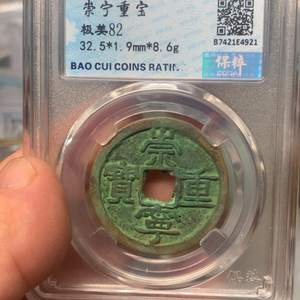 崇宁重宝
极美82
32.5*1.9mm*8.6g
BAO CUI COINS RATIN
B742184921
保粹
崇
寶 重
寧